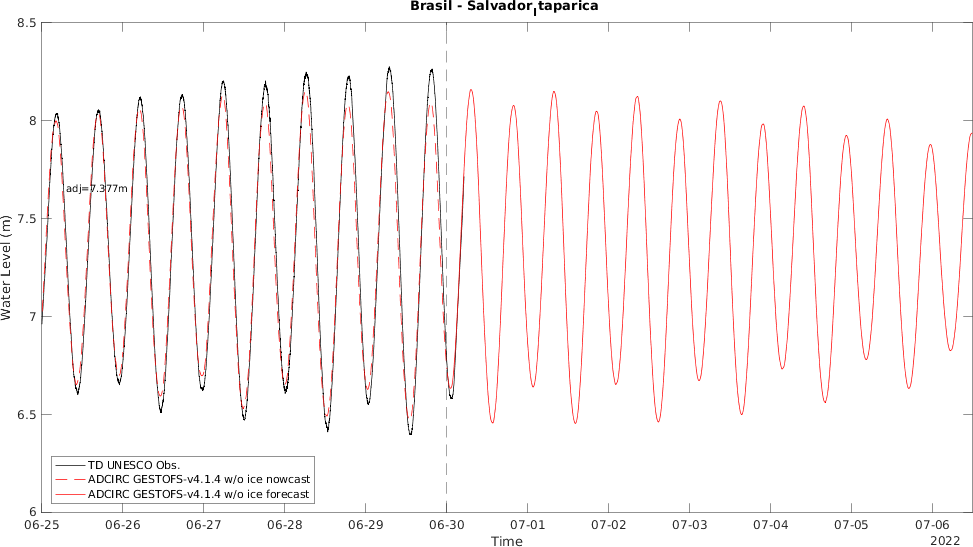 Brasil - Salvador_Itaparica
8.5
8
7.5
7
6.5
6
Water Level (m)
adj=7.377m
TD UNESCO Obs.
ADCIRC GESTOFS-v4.1.4 w/o ice nowcast
ADCIRC GESTOFS-v4.1.4 w/o ice forecast
06-25 06-26 06-27 06-28 06-29 06-30 07-01 07-02 07-03 07-04 07-05 07-06
Time
2022